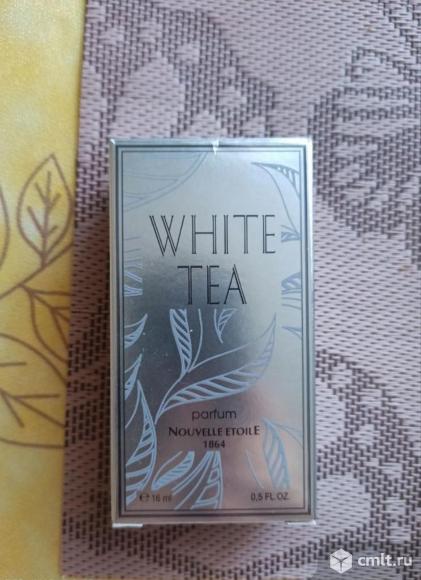 WHITE
TEA
parfum
NOUVELLE ETOILE
1864
℮ 16 ml 0,5 FL.OZ.
cmlt.ru